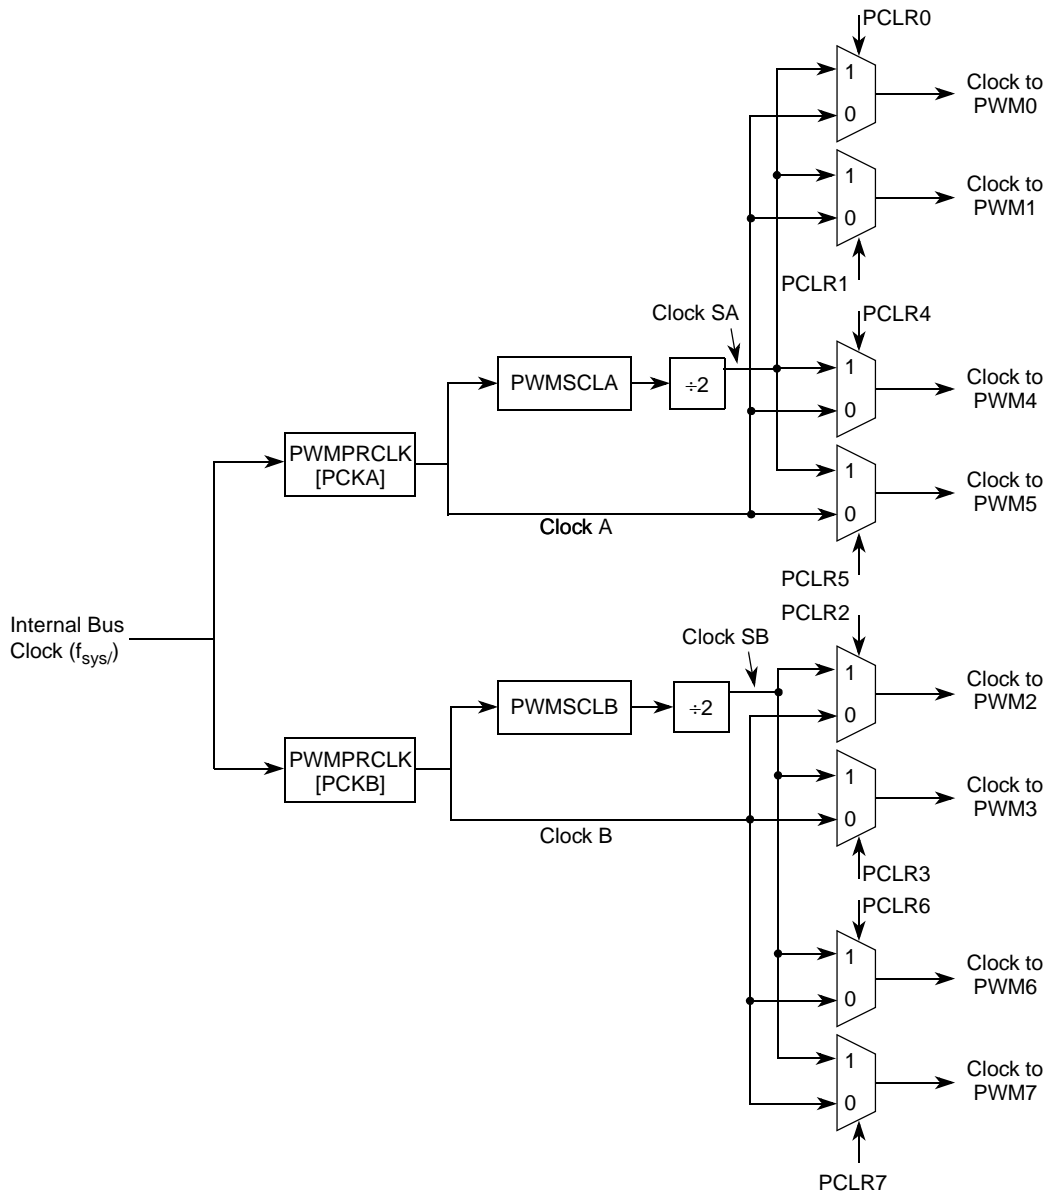 PCLR0
1
0
Clock to
PWM0
1
0
Clock to
PWM1
PCLR1
Clock SA
PCLR4
PWMSCLA
÷2
1
0
Clock to
PWM4
PWMPRCLK
[PCKA]
1
0
Clock to
PWM5
Clock A
PCLR5
Internal Bus
Clock (fsys/)
PCLR2
Clock SB
PWMSCLB
÷2
1
0
Clock to
PWM2
PWMPRCLK
[PCKB]
1
0
Clock to
PWM3
Clock B
PCLR3
PCLR6
1
0
Clock to
PWM6
1
0
Clock to
PWM7
PCLR7